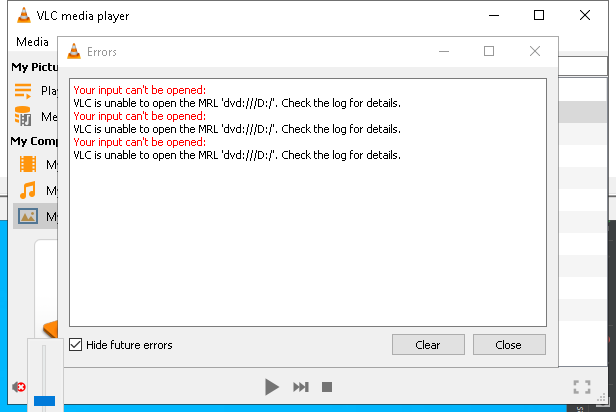 VLC media player
Media
Errors
My Pictu
Your input can't be opened:
VLC is unable to open the MRL 'dvd:///D:/'. Check the log for details.
Your input can't be opened:
VLC is unable to open the MRL 'dvd:///D:/'. Check the log for details.
Your input can't be opened:
VLC is unable to open the MRL 'dvd:///D:/'. Check the log for details.
Play
Me
My Comp
My
My
My
Hide future errors
Clear
Close